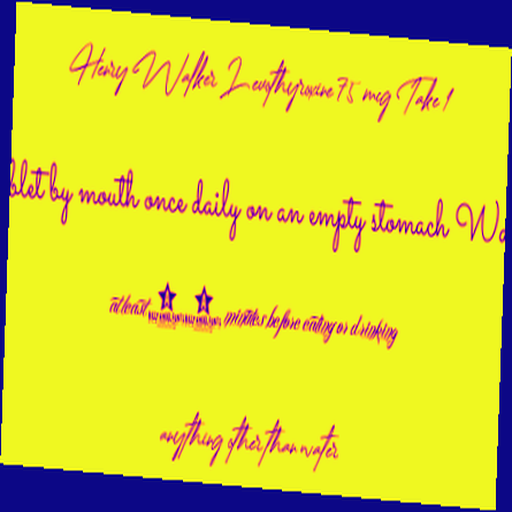 Henry Walker Levothyroxine 75 mcg Take 1
blet by mouth once daily on an empty stomach Wa
at least minutes before eating or drinking
anything other than water